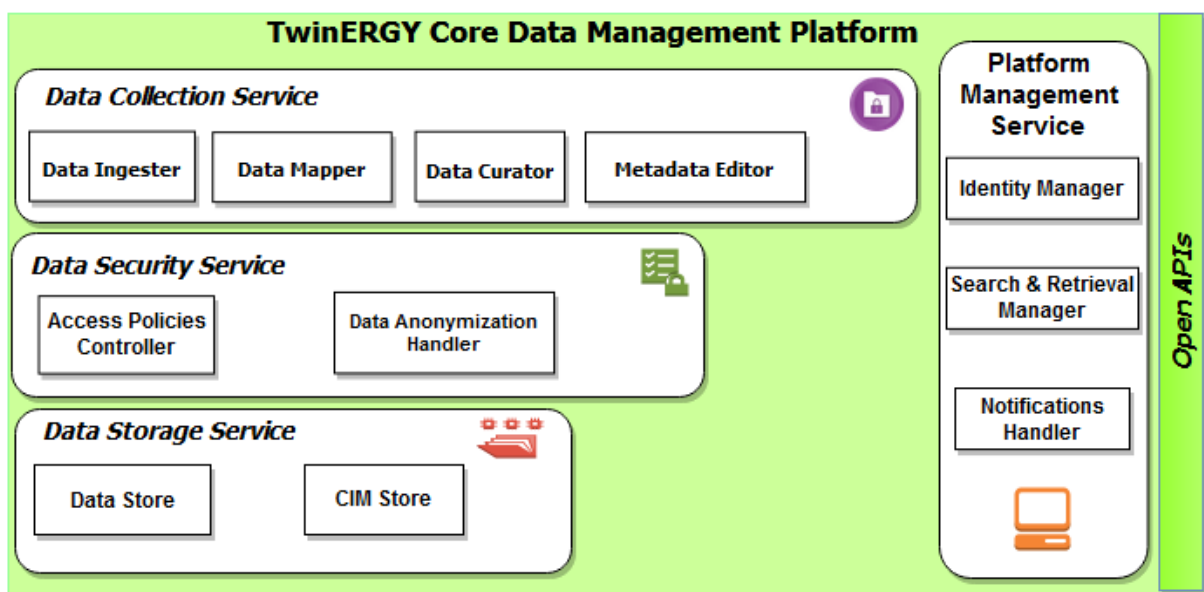 TwinERGY Core Data Management Platform
Data Collection Service
Data Ingester
Data Mapper
Data Curator
Metadata Editor
Data Security Service
Access Policies
Controller
Data Anonymization
Handler
Data Storage Service
Data Store
CIM Store
Platform
Management
Service
Identity Manager
Search & Retrieval
Manager
Notifications
Handler
Open APIs